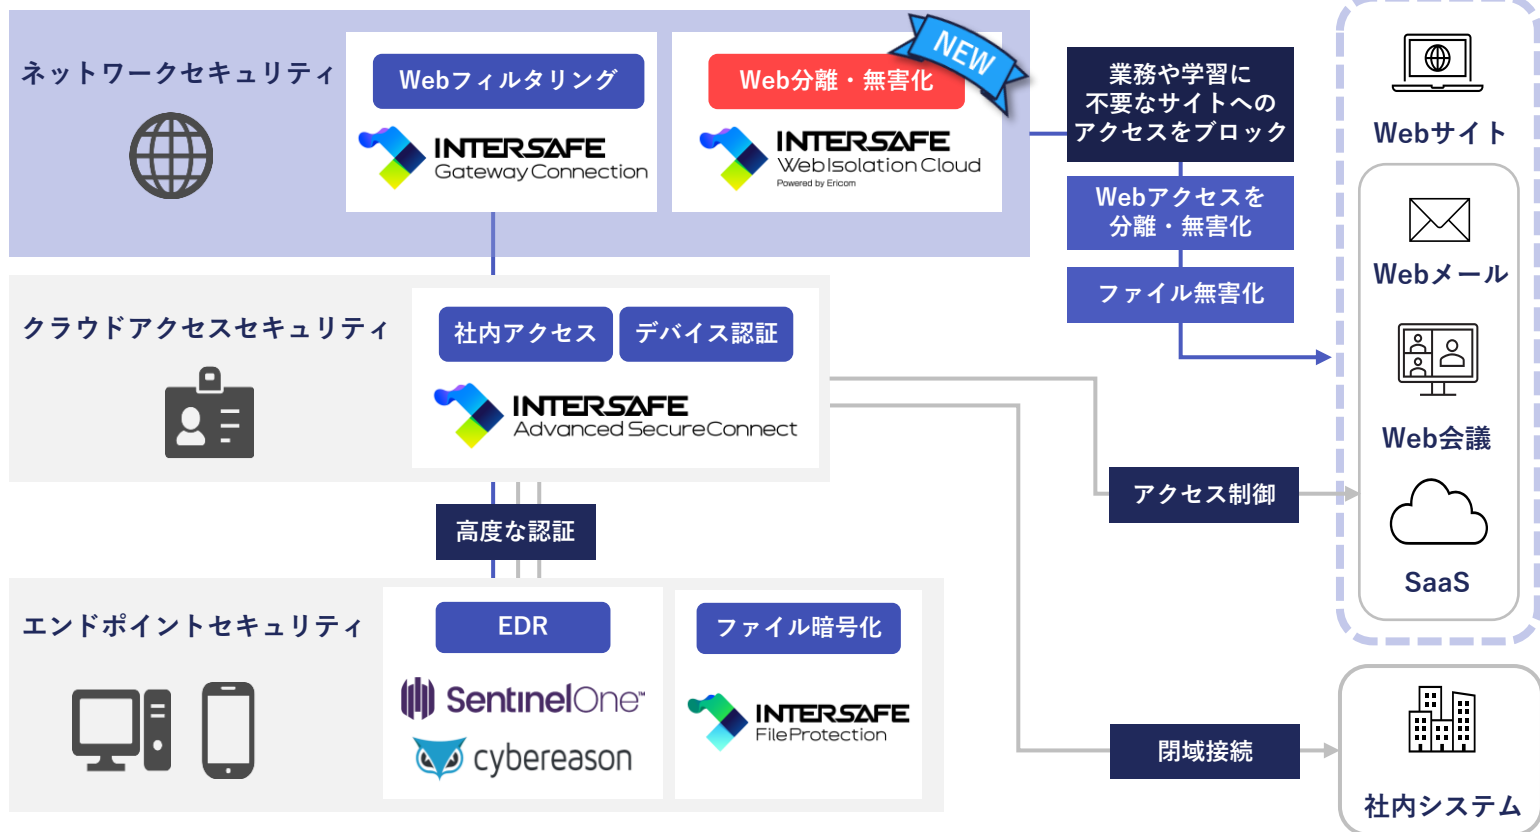 ネットワークセキュリティ
Webフィルタリング
INTERSAFE
GatewayConnection
Web分離・無害化
NEW
INTERSAFE
WebIsolation Cloud
Powered by Ericom
業務や学習に
不要なサイトへの
アクセスをブロック
Webアクセスを
分離・無害化
ファイル無害化
Webサイト
Webメール
Web会議
SaaS
クラウドアクセスセキュリティ
社内アクセス
デバイス認証
INTERSAFE
Advanced SecureConnect
アクセス制御
高度な認証
エンドポイントセキュリティ
EDR
SentinelOne™
cybereason
ファイル暗号化
INTERSAFE
FileProtection
閉域接続
社内システム